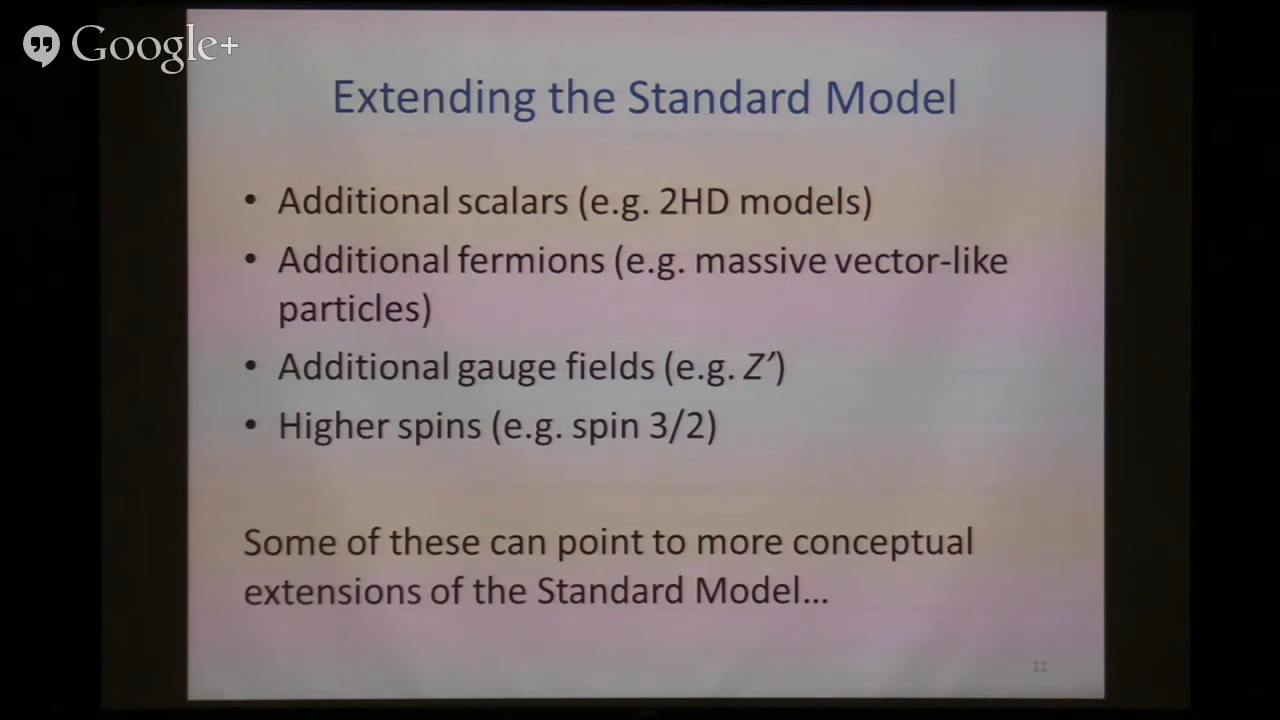 Google+
Extending the Standard Model
• Additional scalars (e.g. 2HD models)
• Additional fermions (e.g. massive vector-like
particles)
• Additional gauge fields (e.g. Z’)
• Higher spins (e.g. spin 3/2)
Some of these can point to more conceptual
extensions of the Standard Model…
11